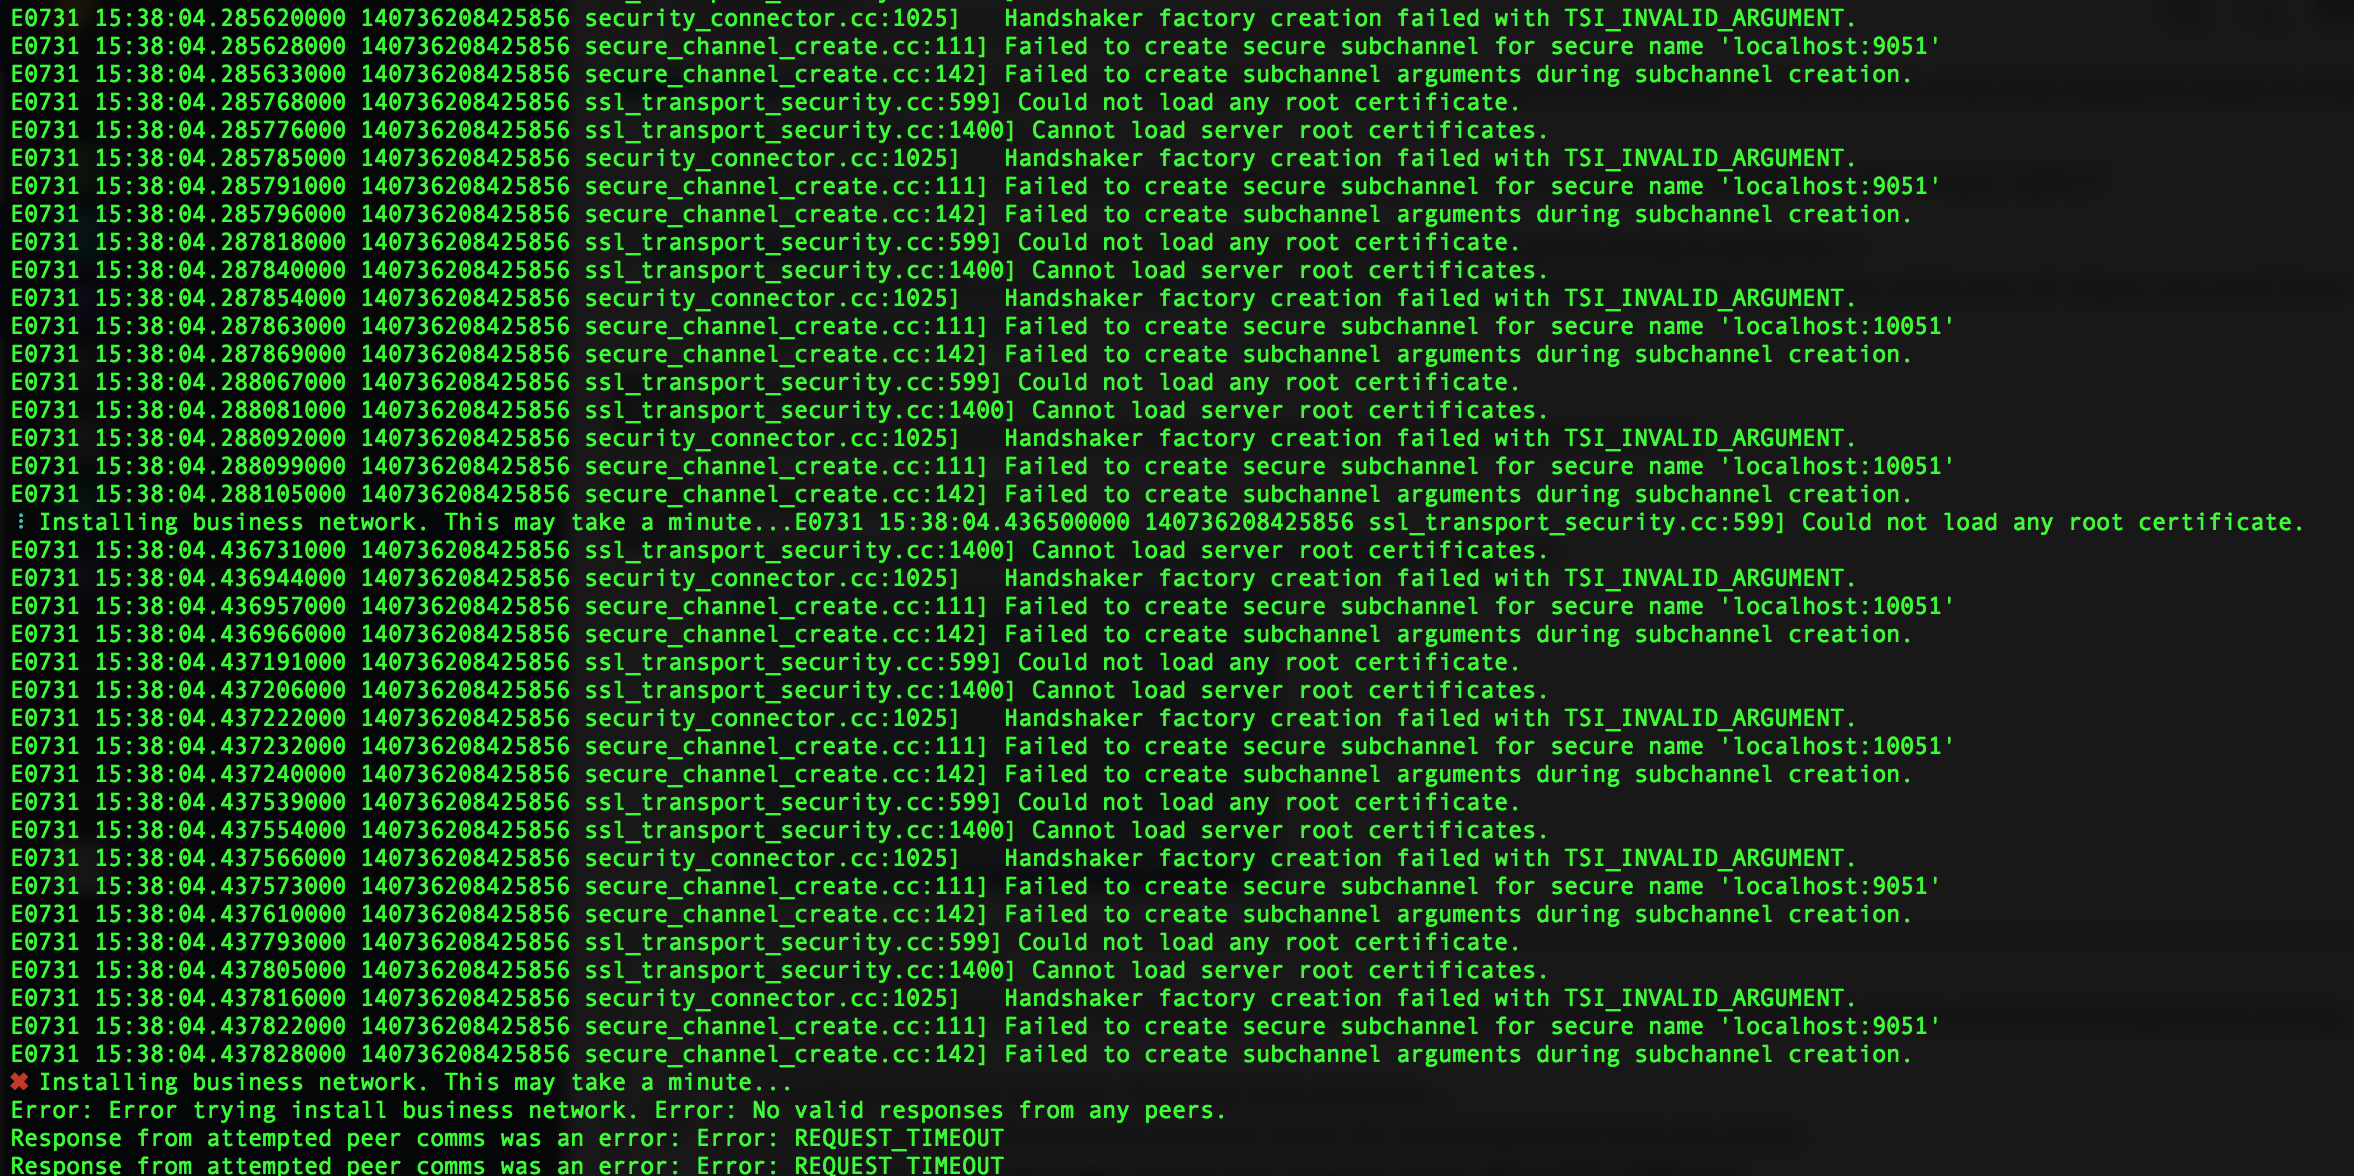 E0731 15:38:04.285620000 140736208425856 security_connector.cc:1025]   Handshaker factory creation failed with TSI_INVALID_ARGUMENT.
E0731 15:38:04.285628000 140736208425856 secure_channel_create.cc:111] Failed to create secure subchannel for secure name 'localhost:9051'
E0731 15:38:04.285633000 140736208425856 secure_channel_create.cc:142] Failed to create subchannel arguments during subchannel creation.
E0731 15:38:04.285768000 140736208425856 ssl_transport_security.cc:599] Could not load any root certificate.
E0731 15:38:04.285776000 140736208425856 ssl_transport_security.cc:1400] Cannot load server root certificates.
E0731 15:38:04.285785000 140736208425856 security_connector.cc:1025]   Handshaker factory creation failed with TSI_INVALID_ARGUMENT.
E0731 15:38:04.285791000 140736208425856 secure_channel_create.cc:111] Failed to create secure subchannel for secure name 'localhost:9051'
E0731 15:38:04.285796000 140736208425856 secure_channel_create.cc:142] Failed to create subchannel arguments during subchannel creation.
E0731 15:38:04.287818000 140736208425856 ssl_transport_security.cc:599] Could not load any root certificate.
E0731 15:38:04.287840000 140736208425856 ssl_transport_security.cc:1400] Cannot load server root certificates.
E0731 15:38:04.287854000 140736208425856 security_connector.cc:1025]   Handshaker factory creation failed with TSI_INVALID_ARGUMENT.
E0731 15:38:04.287863000 140736208425856 secure_channel_create.cc:111] Failed to create secure subchannel for secure name 'localhost:10051'
E0731 15:38:04.287869000 140736208425856 secure_channel_create.cc:142] Failed to create subchannel arguments during subchannel creation.
E0731 15:38:04.288067000 140736208425856 ssl_transport_security.cc:599] Could not load any root certificate.
E0731 15:38:04.288081000 140736208425856 ssl_transport_security.cc:1400] Cannot load server root certificates.
E0731 15:38:04.288092000 140736208425856 security_connector.cc:1025]   Handshaker factory creation failed with TSI_INVALID_ARGUMENT.
E0731 15:38:04.288099000 140736208425856 secure_channel_create.cc:111] Failed to create secure subchannel for secure name 'localhost:10051'
E0731 15:38:04.288105000 140736208425856 secure_channel_create.cc:142] Failed to create subchannel arguments during subchannel creation.
⠇Installing business network. This may take a minute...E0731 15:38:04.436500000 140736208425856 ssl_transport_security.cc:599] Could not load any root certificate.
E0731 15:38:04.436731000 140736208425856 ssl_transport_security.cc:1400] Cannot load server root certificates.
E0731 15:38:04.436944000 140736208425856 security_connector.cc:1025]   Handshaker factory creation failed with TSI_INVALID_ARGUMENT.
E0731 15:38:04.436957000 140736208425856 secure_channel_create.cc:111] Failed to create secure subchannel for secure name 'localhost:10051'
E0731 15:38:04.436966000 140736208425856 secure_channel_create.cc:142] Failed to create subchannel arguments during subchannel creation.
E0731 15:38:04.437191000 140736208425856 ssl_transport_security.cc:599] Could not load any root certificate.
E0731 15:38:04.437206000 140736208425856 ssl_transport_security.cc:1400] Cannot load server root certificates.
E0731 15:38:04.437222000 140736208425856 security_connector.cc:1025]   Handshaker factory creation failed with TSI_INVALID_ARGUMENT.
E0731 15:38:04.437232000 140736208425856 secure_channel_create.cc:111] Failed to create secure subchannel for secure name 'localhost:10051'
E0731 15:38:04.437240000 140736208425856 secure_channel_create.cc:142] Failed to create subchannel arguments during subchannel creation.
E0731 15:38:04.437539000 140736208425856 ssl_transport_security.cc:599] Could not load any root certificate.
E0731 15:38:04.437554000 140736208425856 ssl_transport_security.cc:1400] Cannot load server root certificates.
E0731 15:38:04.437566000 140736208425856 security_connector.cc:1025]   Handshaker factory creation failed with TSI_INVALID_ARGUMENT.
E0731 15:38:04.437573000 140736208425856 secure_channel_create.cc:111] Failed to create secure subchannel for secure name 'localhost:9051'
E0731 15:38:04.437610000 140736208425856 secure_channel_create.cc:142] Failed to create subchannel arguments during subchannel creation.
E0731 15:38:04.437793000 140736208425856 ssl_transport_security.cc:599] Could not load any root certificate.
E0731 15:38:04.437805000 140736208425856 ssl_transport_security.cc:1400] Cannot load server root certificates.
E0731 15:38:04.437816000 140736208425856 security_connector.cc:1025]   Handshaker factory creation failed with TSI_INVALID_ARGUMENT.
E0731 15:38:04.437822000 140736208425856 secure_channel_create.cc:111] Failed to create secure subchannel for secure name 'localhost:9051'
E0731 15:38:04.437828000 140736208425856 secure_channel_create.cc:142] Failed to create subchannel arguments during subchannel creation.
✖ Installing business network. This may take a minute...
Error: Error trying install business network. Error: No valid responses from any peers.
Response from attempted peer comms was an error: Error: REQUEST_TIMEOUT
Response from attempted peer comms was an error: Error: REQUEST_TIMEOUT